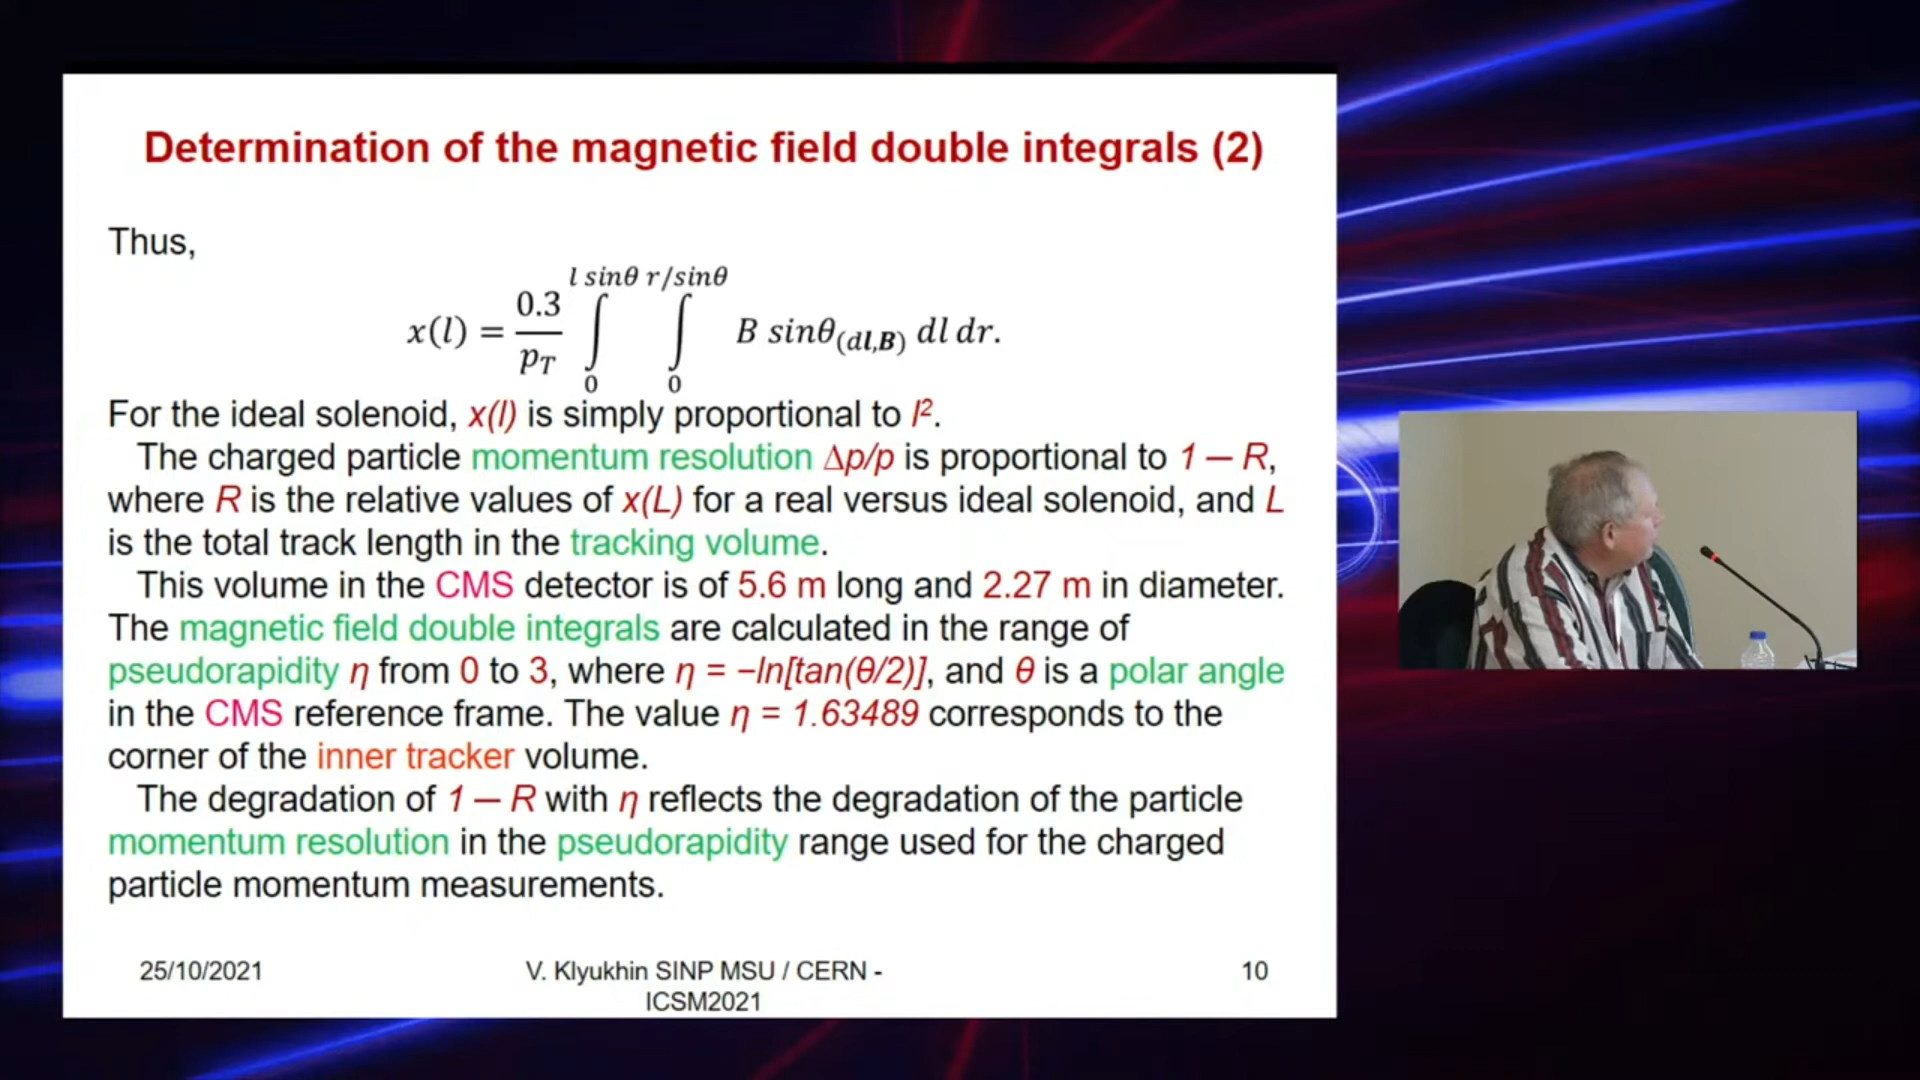 Determination of the magnetic field double integrals (2)
Thus,
l sinθ r/sinθ
x(l) = 0.3/p_T ∫ ∫ B sinθ_(dl,B) dl dr.
0 0
For the ideal solenoid, x(l) is simply proportional to l².
The charged particle momentum resolution Δp/p is proportional to 1 – R,
where R is the relative values of x(L) for a real versus ideal solenoid, and L
is the total track length in the tracking volume.
This volume in the CMS detector is of 5.6 m long and 2.27 m in diameter.
The magnetic field double integrals are calculated in the range of
pseudorapidity η from 0 to 3, where η = –ln[tan(θ/2)], and θ is a polar angle
in the CMS reference frame. The value η = 1.63489 corresponds to the
corner of the inner tracker volume.
The degradation of 1 – R with η reflects the degradation of the particle
momentum resolution in the pseudorapidity range used for the charged
particle momentum measurements.
25/10/2021
V. Klyukhin SINP MSU / CERN -
ICSM2021
10